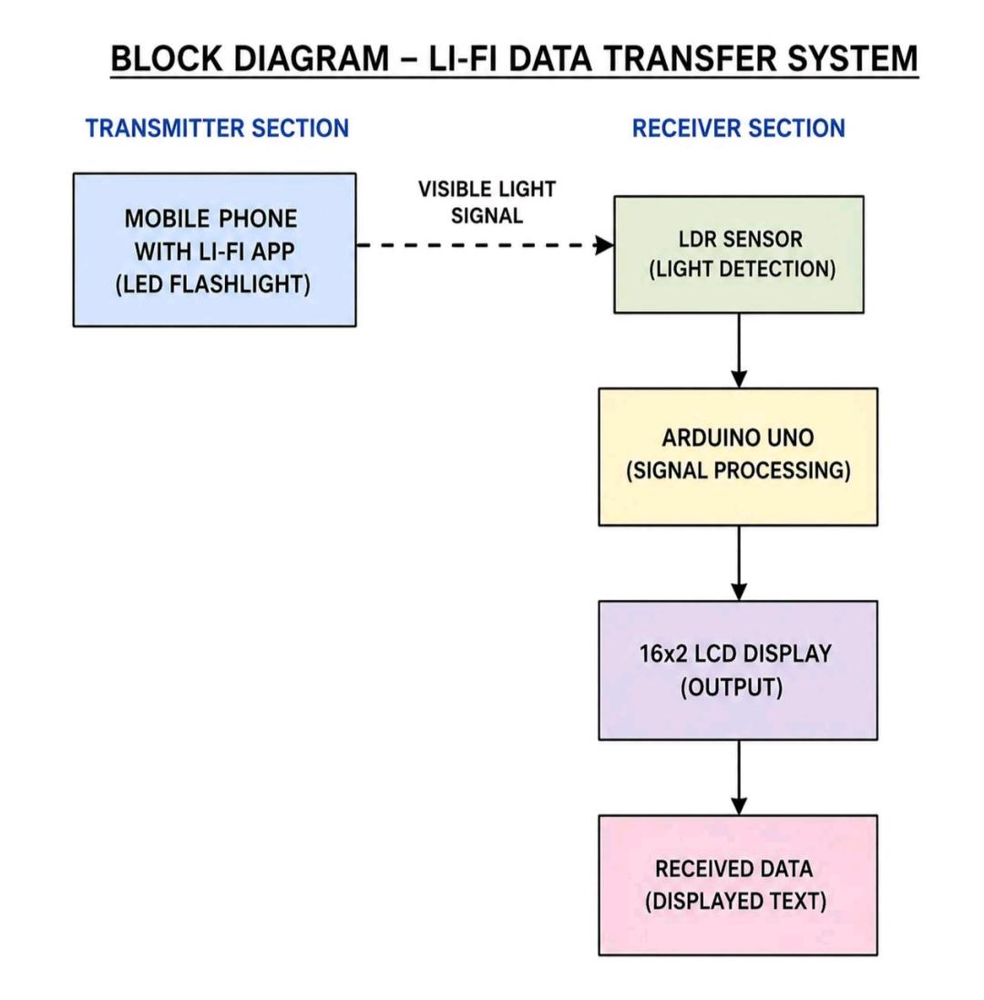 BLOCK DIAGRAM – LI-FI DATA TRANSFER SYSTEM
TRANSMITTER SECTION
RECEIVER SECTION
MOBILE PHONE
WITH LI-FI APP
(LED FLASHLIGHT)
VISIBLE LIGHT
SIGNAL
LDR SENSOR
(LIGHT DETECTION)
ARDUINO UNO
(SIGNAL PROCESSING)
16x2 LCD DISPLAY
(OUTPUT)
RECEIVED DATA
(DISPLAYED TEXT)